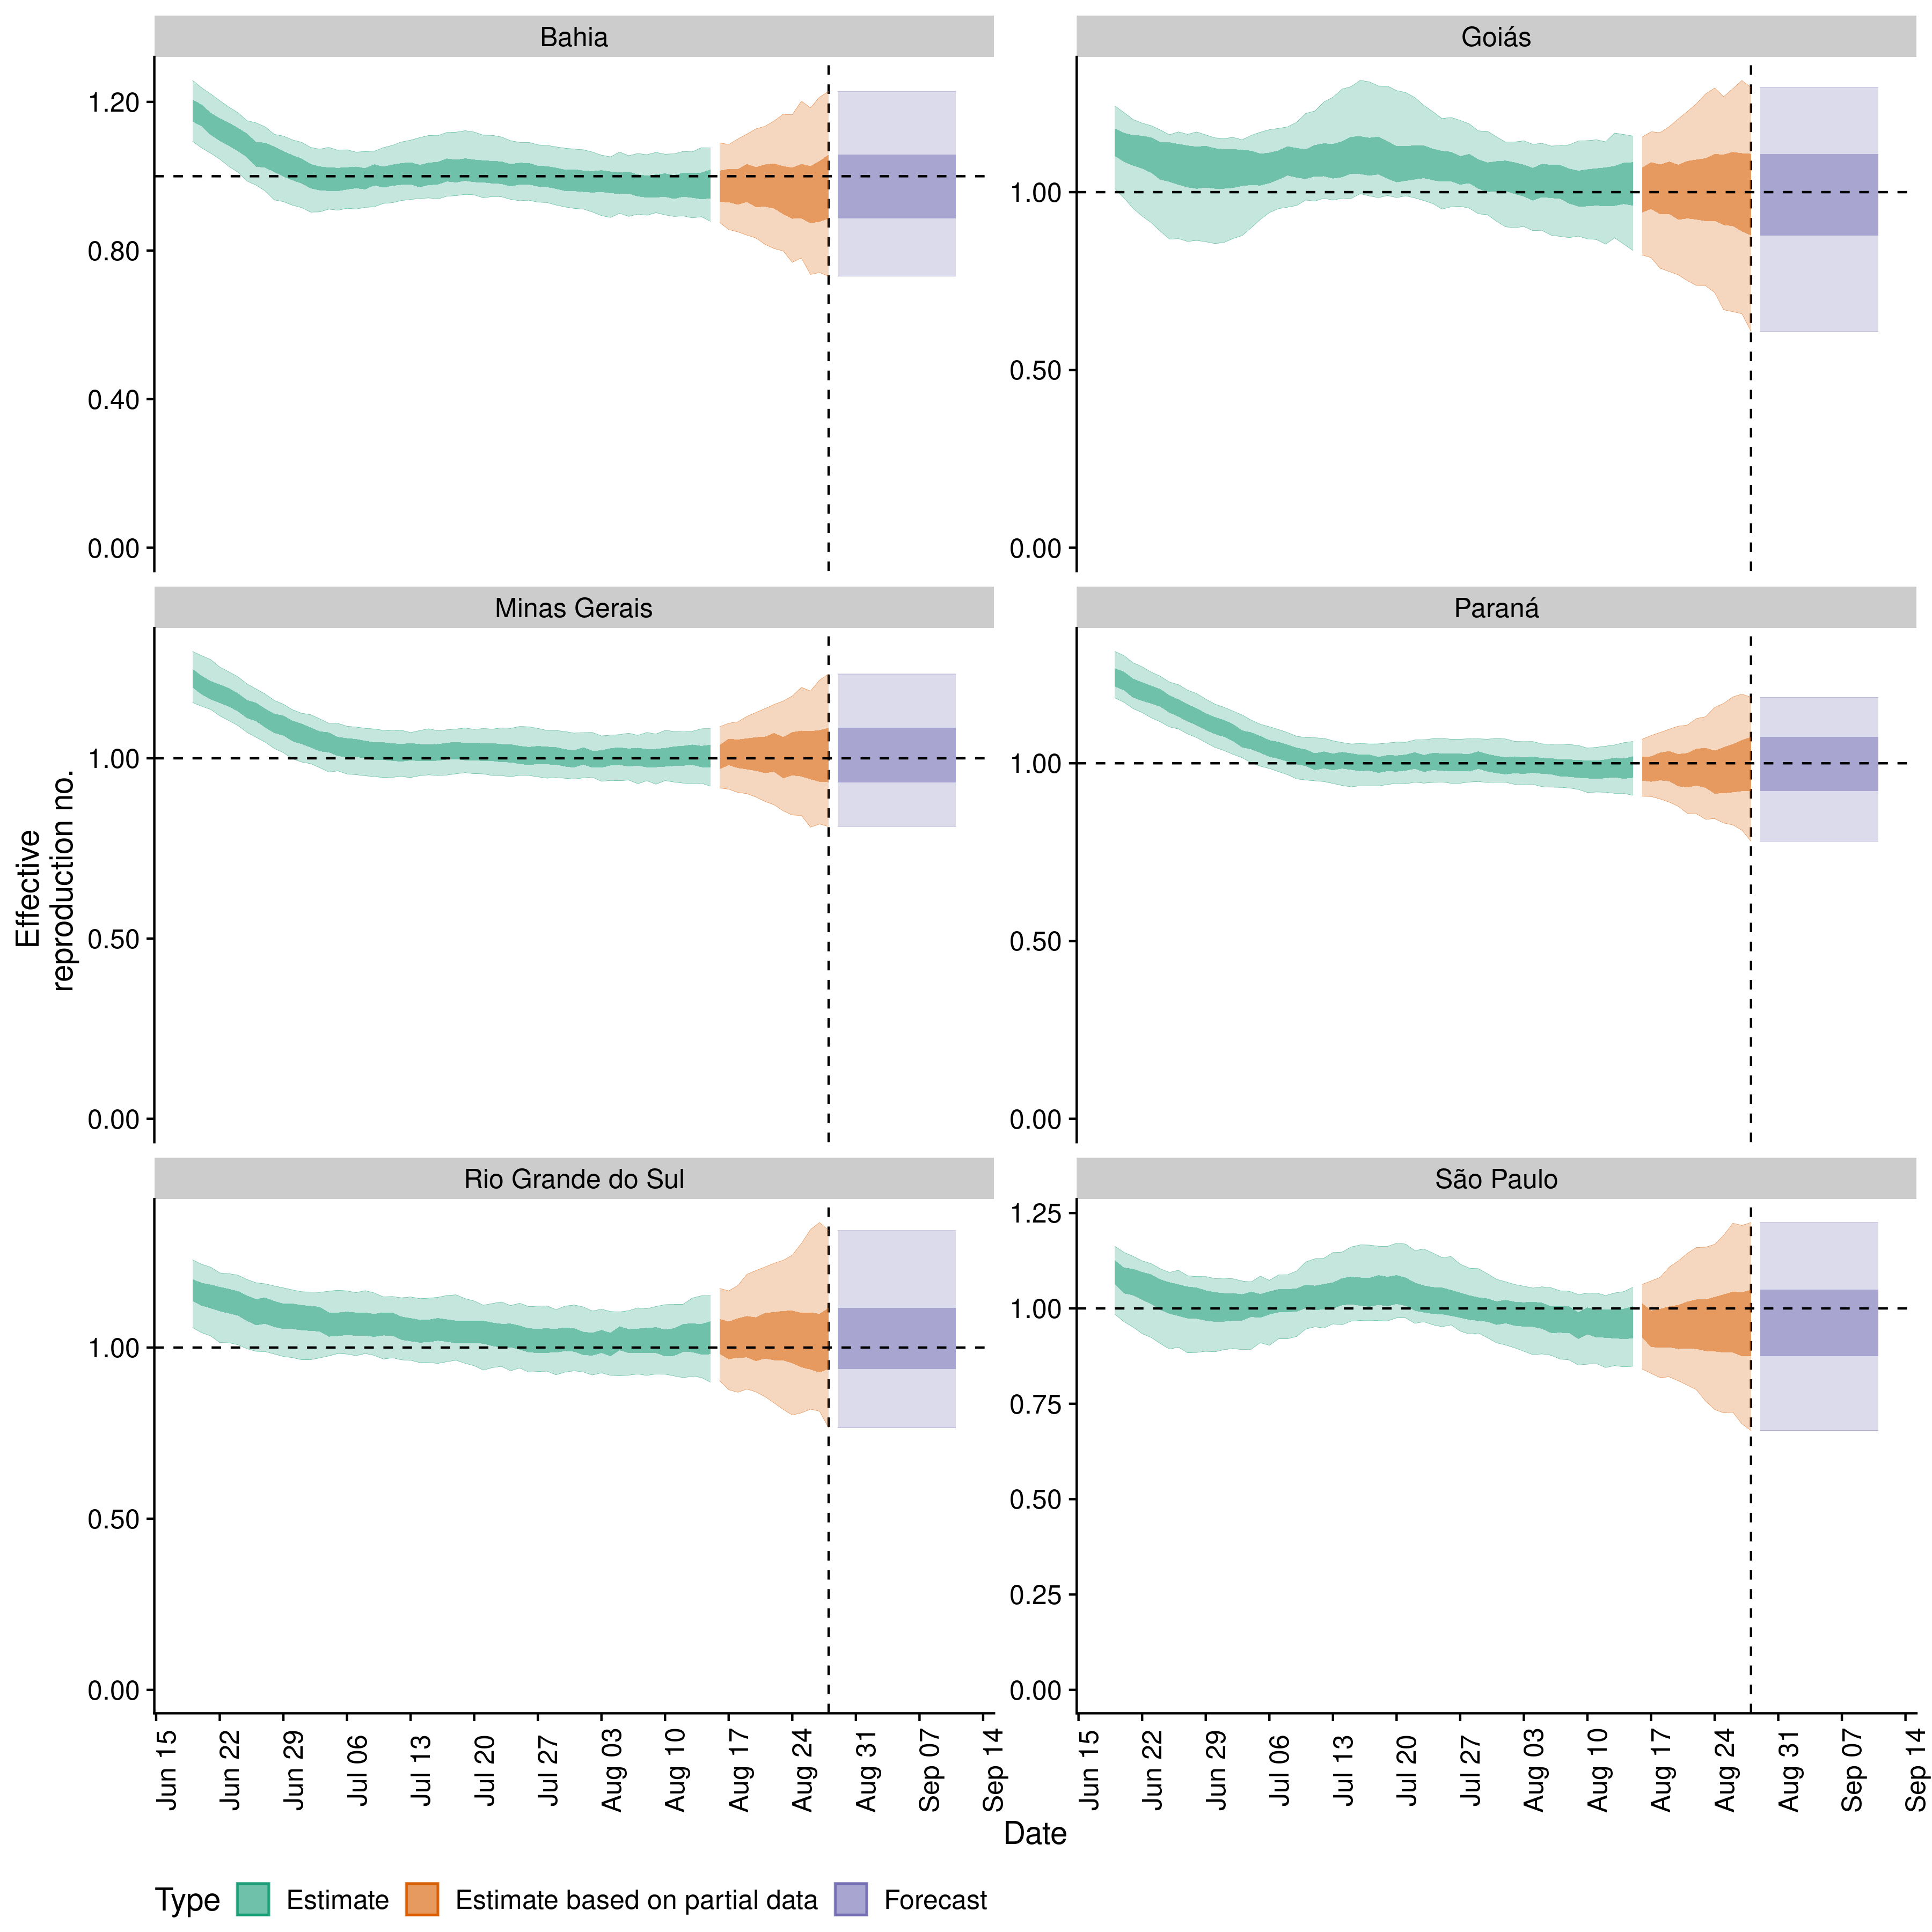 Bahia
Goiás
1.20
0.80
0.40
0.00
1.00
0.50
0.00
Minas Gerais
Paraná
1.00
0.50
0.00
1.00
0.50
0.00
Rio Grande do Sul
São Paulo
1.00
0.50
0.00
1.25
1.00
0.75
0.50
0.25
0.00
Effective
reproduction no.
Jun 15
Jun 22
Jun 29
Jul 06
Jul 13
Jul 20
Jul 27
Aug 03
Aug 10
Aug 17
Aug 24
Aug 31
Sep 07
Sep 14
Jun 15
Jun 22
Jun 29
Jul 06
Jul 13
Jul 20
Jul 27
Aug 03
Aug 10
Aug 17
Aug 24
Aug 31
Sep 07
Sep 14
Date
Type Estimate Estimate based on partial data Forecast